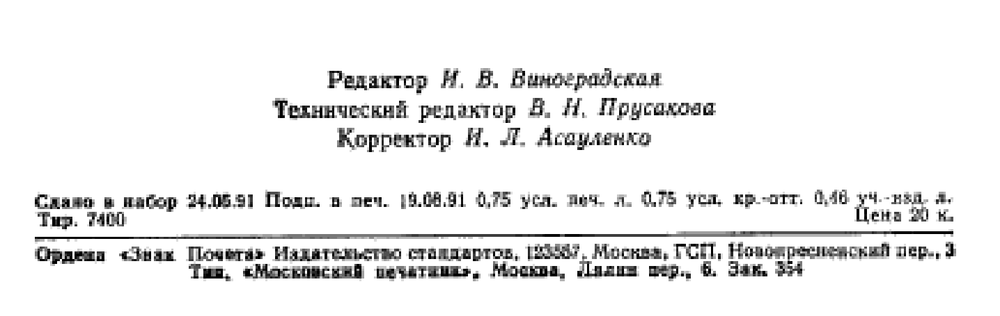 Редактор И. В. Виноградская
Технический редактор В. Н. Прусакова
Корректор И. Л. Асауленко
Сдано в набор 24.05.91 Подп. в печ. 19.08.91 0,75 усл. печ. л. 0,75 усл. кр.-отт. 0,46 уч.-изд. л.
Тир. 7400 Цена 20 к.
Ордена «Знак Почета» Издательство стандартов, 123557, Москва, ГСП, Новопресненский пер., 3
Тип. «Московский печатник», Москва, Лялин пер., 6. Зак. 354